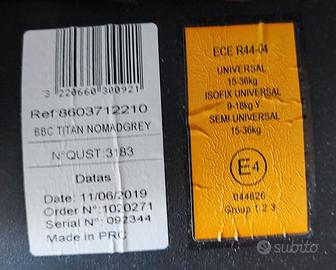 3 220660 300921
Ref:8603712210
BBC TITAN NOMADGREY
N°QUST:3183
Datas
Date: 11/06/2019
Order N°:1020271
Serial N°: 092344
Made in PRC
ECE R44-04
UNIVERSAL
15-36kg
ISOFIX UNIVERSAL
9-18kg Y
SEMI UNIVERSAL
15-36kg
E4
044626
Group 1 2 3
subito